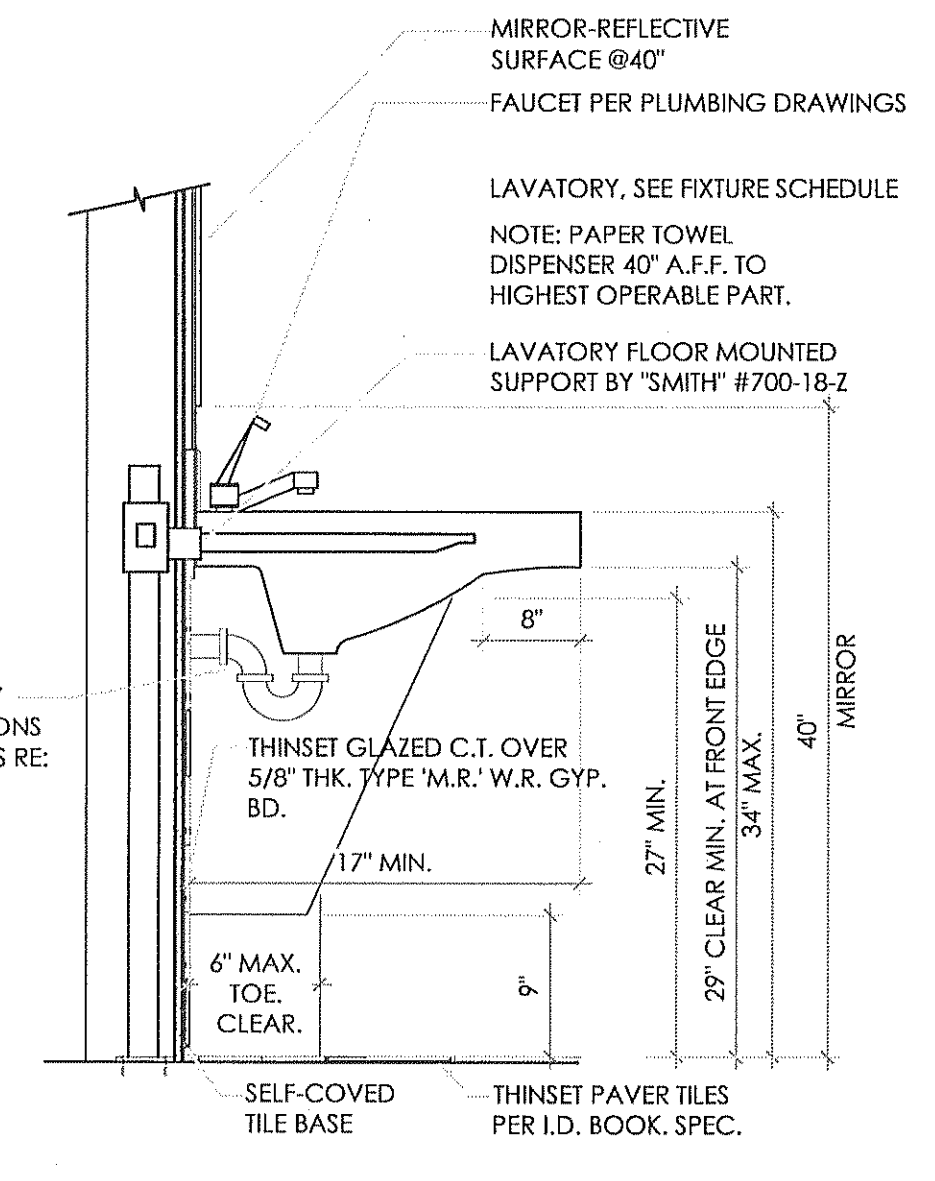 MIRROR-REFLECTIVE
SURFACE @40"
FAUCET PER PLUMBING DRAWINGS
LAVATORY, SEE FIXTURE SCHEDULE
NOTE: PAPER TOWEL
DISPENSER 40" A.F.F. TO
HIGHEST OPERABLE PART.
LAVATORY FLOOR MOUNTED
SUPPORT BY "SMITH" #700-18-Z
8"
ONS
S RE:
THINSET GLAZED C.T. OVER
5/8" THK. TYPE 'M.R.' W.R. GYP.
BD.
17" MIN.
27" MIN.
29" CLEAR MIN. AT FRONT EDGE
34" MAX.
40"
MIRROR
6" MAX.
TOE.
CLEAR.
9"
SELF-COVED
TILE BASE
THINSET PAVER TILES
PER I.D. BOOK. SPEC.